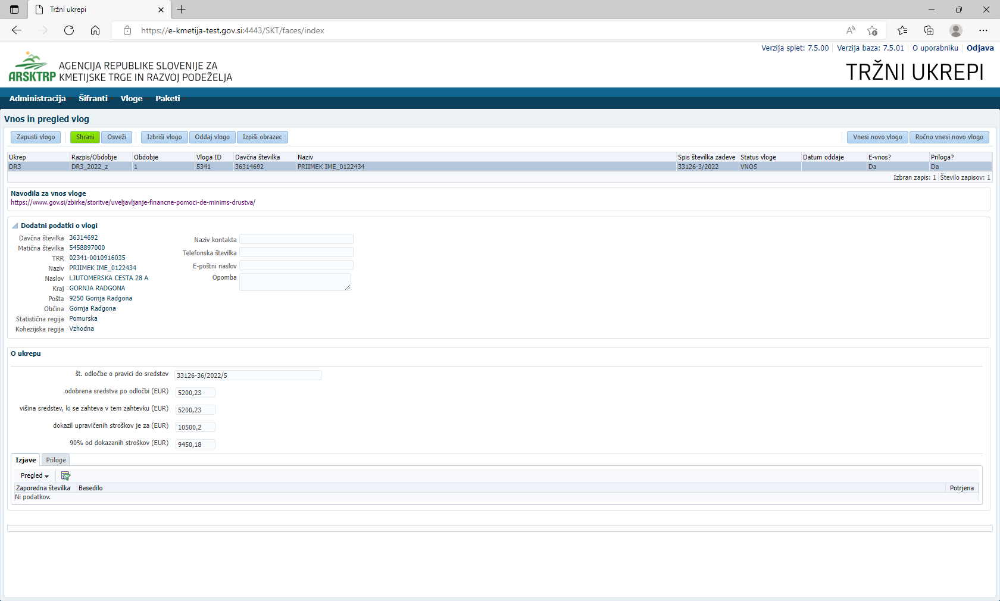 Tržni ukrepi
https://e-kmetija-test.gov.si:4443/SKT/faces/index
Verzija splet: 7.5.00 Verzija baza: 7.5.01 O uporabniku Odjava
ARSKTRP
AGENCIJA REPUBLIKE SLOVENIJE ZA
KMETIJSKE TRGE IN RAZVOJ PODEŽELJA
TRŽNI UKREPI
Administracija Šifranti Vloge Paketi
Vnos in pregled vlog
Zapusti vlogo Shrani Osveži Izbriši vlogo Oddaj vlogo Izpiši obrazec Vnesi novo vlogo Ročno vnesi novo vlogo
Ukrep Razpis/Obdobje Obdobje Vloga ID Davčna številka Naziv Spis številka zadeve Status vloge Datum oddaje E-vnos? Priloga?
DR3 DR3_2022_z 1 5341 36314692 PRIIMEK IME_0122434 33126-3/2022 VNOS Da Da
Izbran zapis: 1 Število zapisov: 1
Navodila za vnos vloge
https://www.gov.si/zbirke/storitve/uveljavljanje-financne-pomoci-de-minims-drustva/
Dodatni podatki o vlogi
Davčna številka 36314692
Matična številka 5458897000
TRR 02341-0010916035
Naziv PRIIMEK IME_0122434
Naslov LJUTOMERSKA CESTA 28 A
Kraj GORNJA RADGONA
Pošta 9250 Gornja Radgona
Občina Gornja Radgona
Statistična regija Pomurska
Kohezijska regija Vzhodna
Naziv kontakta
Telefonska številka
E-poštni naslov
Opomba
O ukrepu
št. odločbe o pravici do sredstev 33126-36/2022/5
odobrena sredstva po odločbi (EUR) 5200,23
višina sredstev, ki se zahteva v tem zahtevku (EUR) 5200,23
dokazil upravičenih stroškov je za (EUR) 10500,2
90% od dokazanih stroškov (EUR) 9450,18
Izjave Priloge
Pregled
Zaporedna številka Besedilo Potrjena
Ni podatkov.